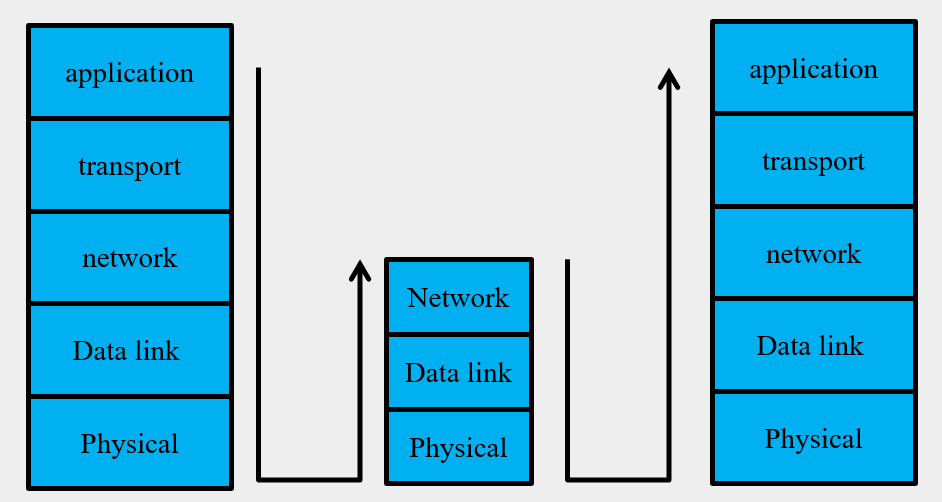 application
transport
network
Data link
Physical
Network
Data link
Physical
application
transport
network
Data link
Physical